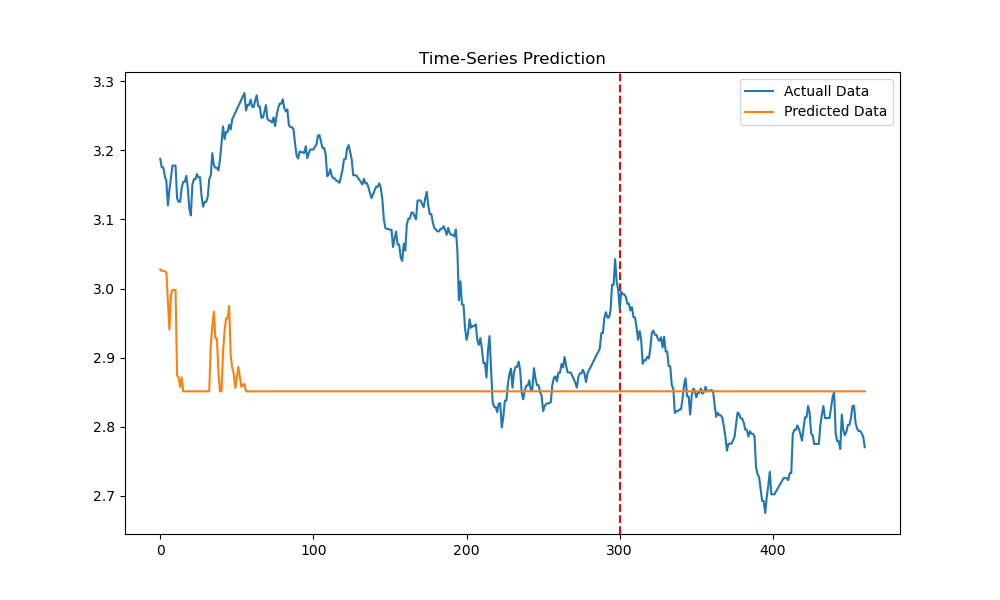 Time-Series Prediction
Actuall Data
Predicted Data
3.3
3.2
3.1
3.0
2.9
2.8
2.7
0 100 200 300 400